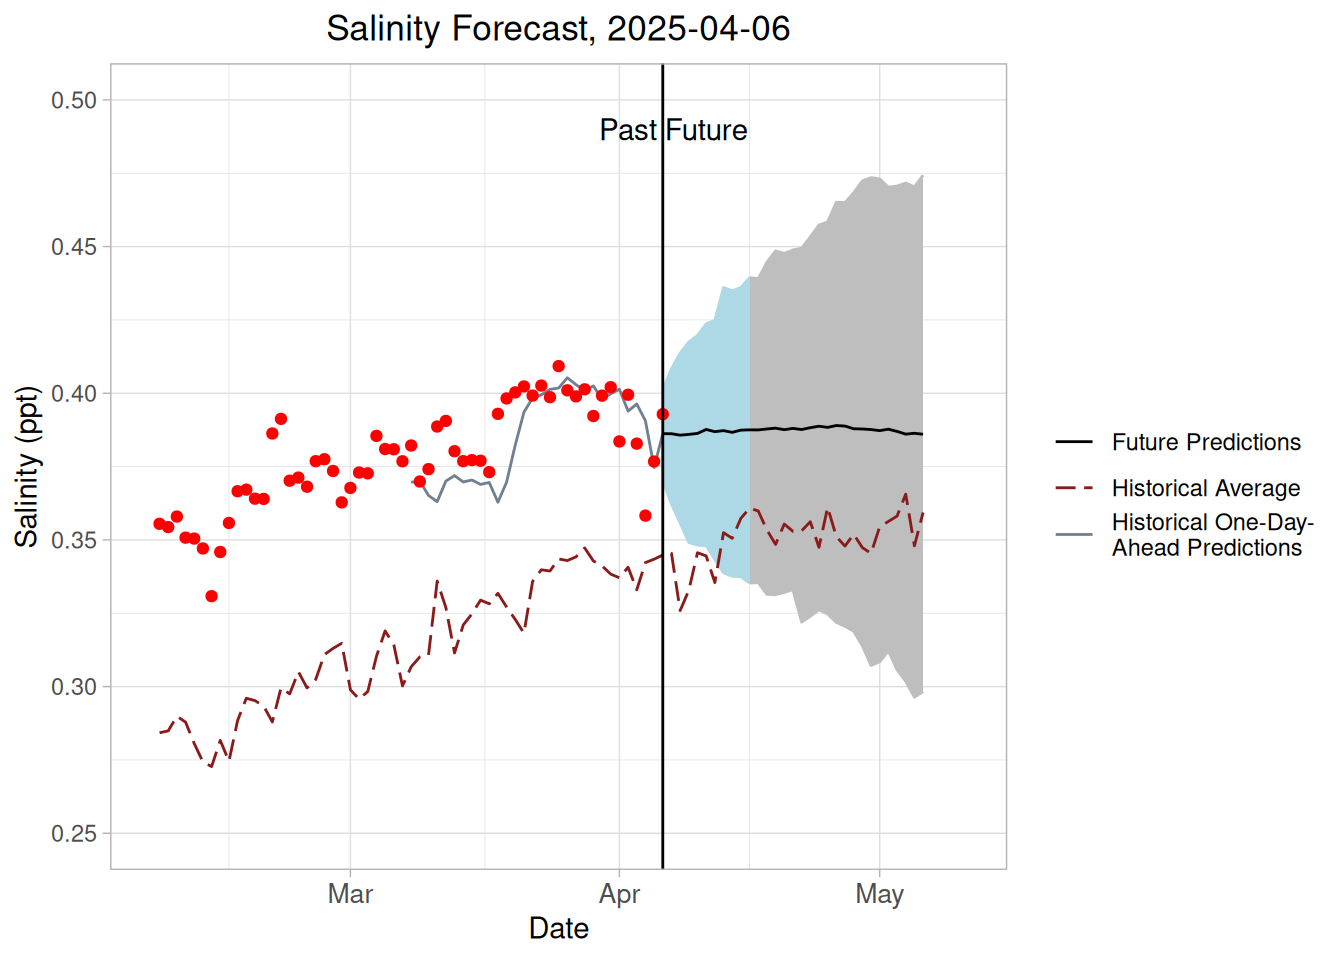 Salinity Forecast, 2025-04-06
Past Future
0.50
0.45
0.40
0.35
0.30
0.25
Salinity (ppt)
Mar Apr May
Date
Future Predictions
Historical Average
Historical One-Day-
Ahead Predictions